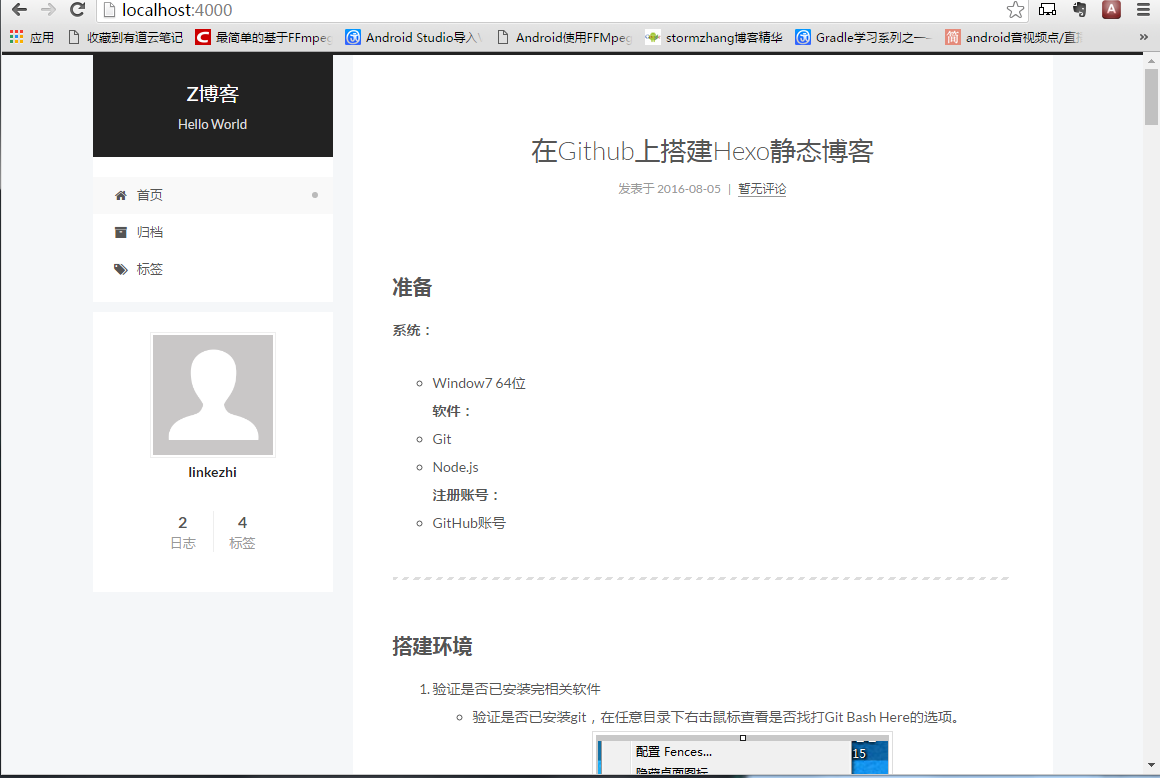 localhost:4000
应用 收藏到有道云笔记 最简单的基于FFmpe Android Studio导入 Android使用FFMpeg stormzhang博客精华 Gradle学习系列之一 android音视频点/直 »
Z博客
Hello World
首页
归档
标签
linkezhi
2 4
日志 标签
在Github上搭建Hexo静态博客
发表于 2016-08-05 | 暂无评论
准备
系统：
Window7 64位
软件：
Git
Node.js
注册账号：
GitHub账号
搭建环境
1. 验证是否已安装完相关软件
验证是否已安装git，在任意目录下右击鼠标查看是否找打Git Bash Here的选项。
配置 Fences...
15
隐藏桌面图标